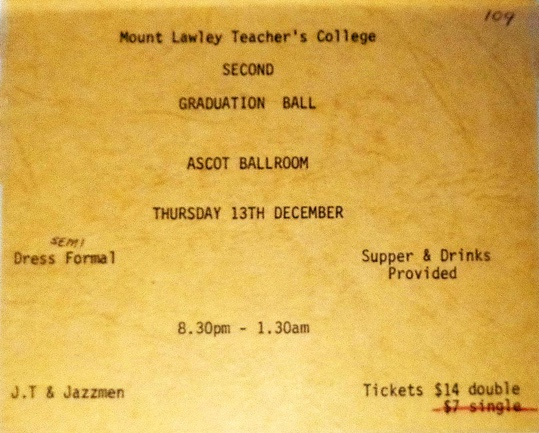 109
Mount Lawley Teacher's College
SECOND
GRADUATION BALL
ASCOT BALLROOM
THURSDAY 13TH DECEMBER
SEMI
Dress Formal
Supper & Drinks
Provided
8.30pm - 1.30am
J.T & Jazzmen
Tickets $14 double
$7 single